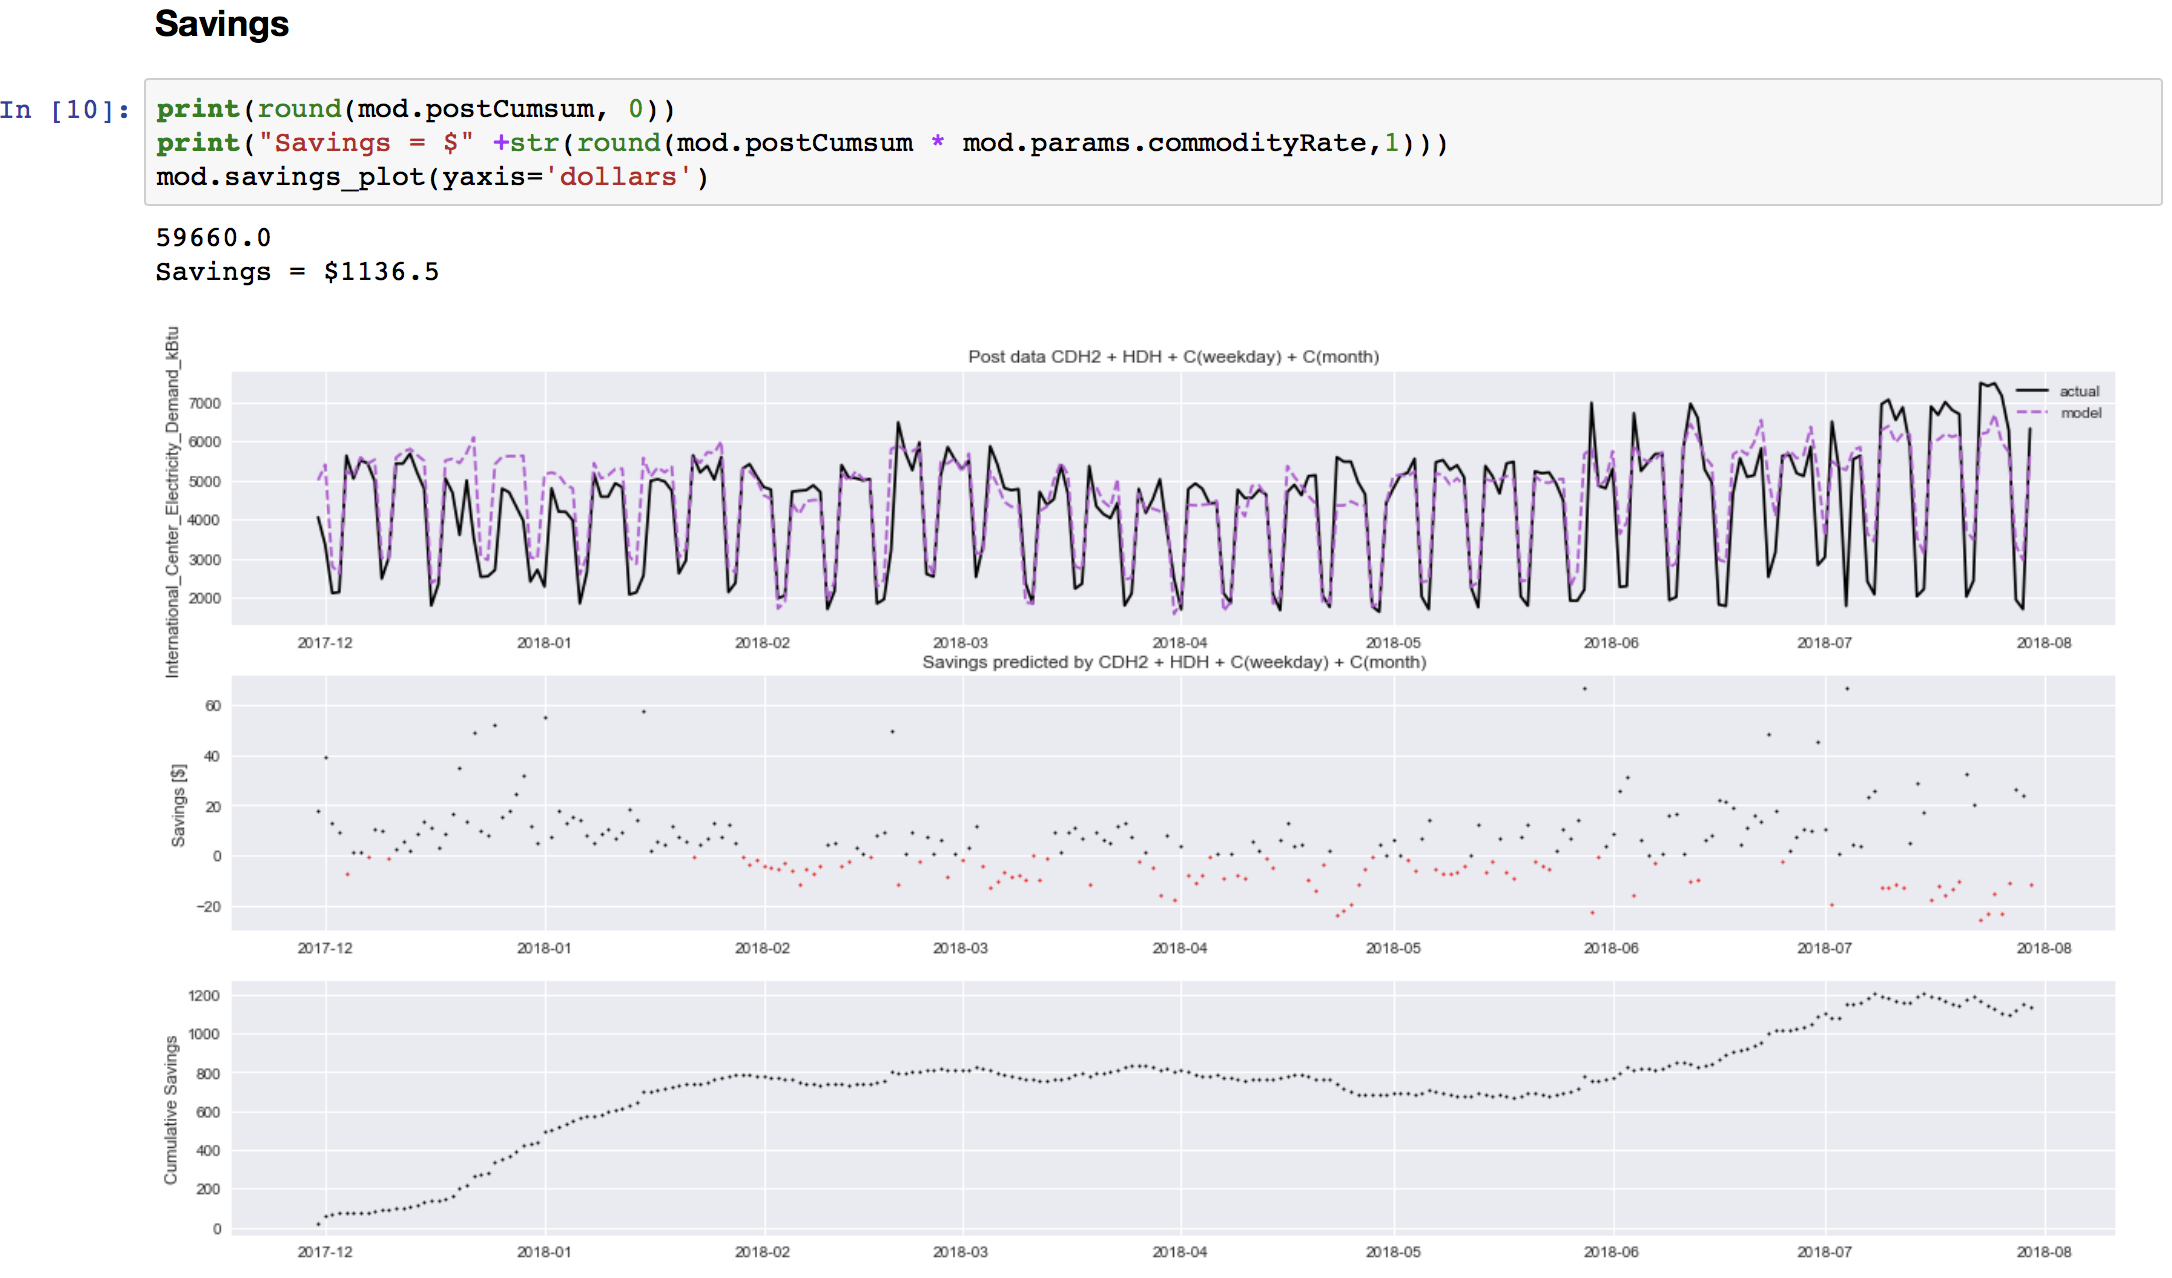 Savings
In [10]:
print(round(mod.postCumsum, 0))
print("Savings = $" +str(round(mod.postCumsum * mod.params.commodityRate,1)))
mod.savings_plot(yaxis='dollars')
59660.0
Savings = $1136.5
Post data CDH2 + HDH + C(weekday) + C(month)
International_Center_Electricity_Demand_kBtu
7000
6000
5000
4000
3000
2000
actual
model
2017-12 2018-01 2018-02 2018-03 2018-04 2018-05 2018-06 2018-07 2018-08
Savings predicted by CDH2 + HDH + C(weekday) + C(month)
Savings [$]
60
40
20
0
−20
2017-12 2018-01 2018-02 2018-03 2018-04 2018-05 2018-06 2018-07 2018-08
Cumulative Savings
1200
1000
800
600
400
200
0
2017-12 2018-01 2018-02 2018-03 2018-04 2018-05 2018-06 2018-07 2018-08